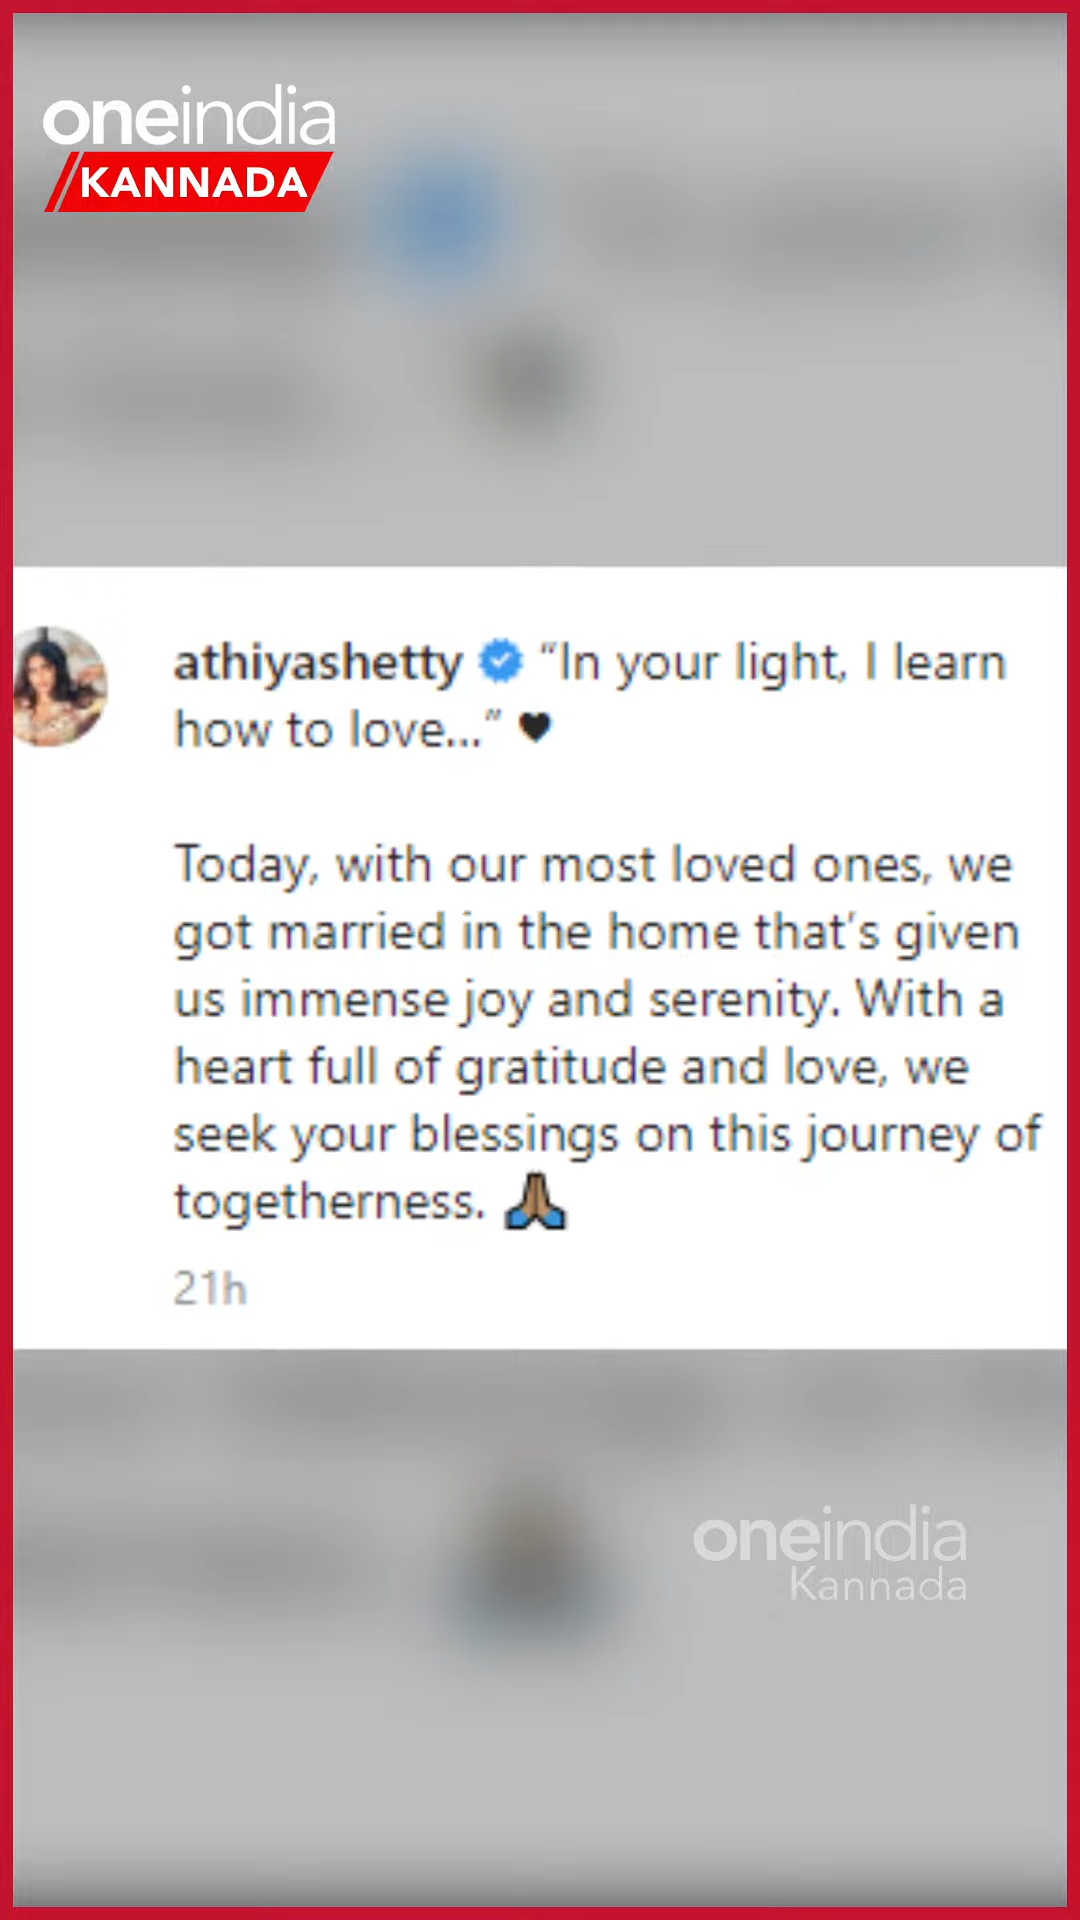 oneindia
KANNADA
athiyashetty “In your light, I learn
how to love...” 🖤
Today, with our most loved ones, we
got married in the home that's given
us immense joy and serenity. With a
heart full of gratitude and love, we
seek your blessings on this journey of
togetherness. 🙏🏽
21h
oneindia
Kannada